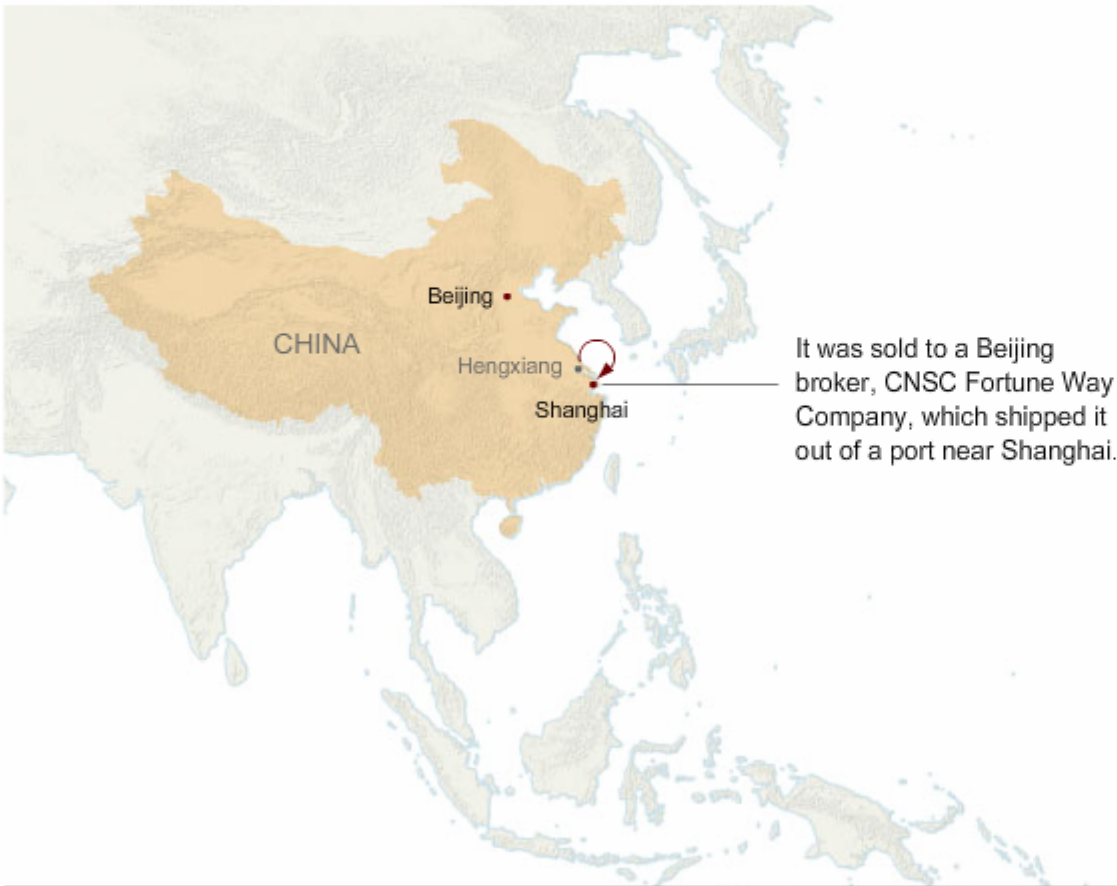 Beijing
CHINA
Hengxiang
Shanghai
It was sold to a Beijing
broker, CNSC Fortune Way
Company, which shipped it
out of a port near Shanghai.